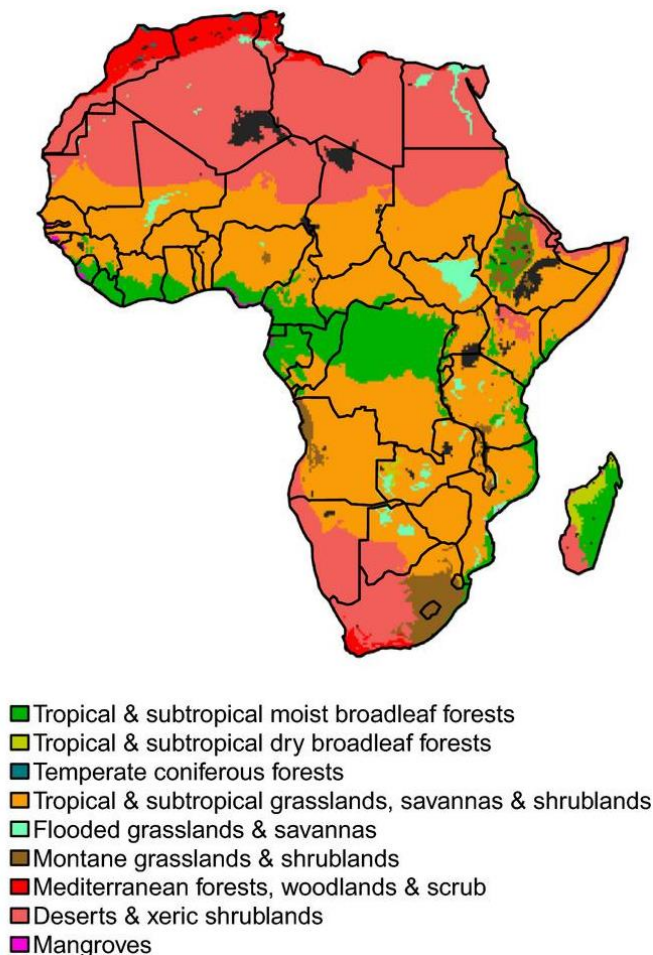 Tropical & subtropical moist broadleaf forests
Tropical & subtropical dry broadleaf forests
Temperate coniferous forests
Tropical & subtropical grasslands, savannas & shrublands
Flooded grasslands & savannas
Montane grasslands & shrublands
Mediterranean forests, woodlands & scrub
Deserts & xeric shrublands
Mangroves